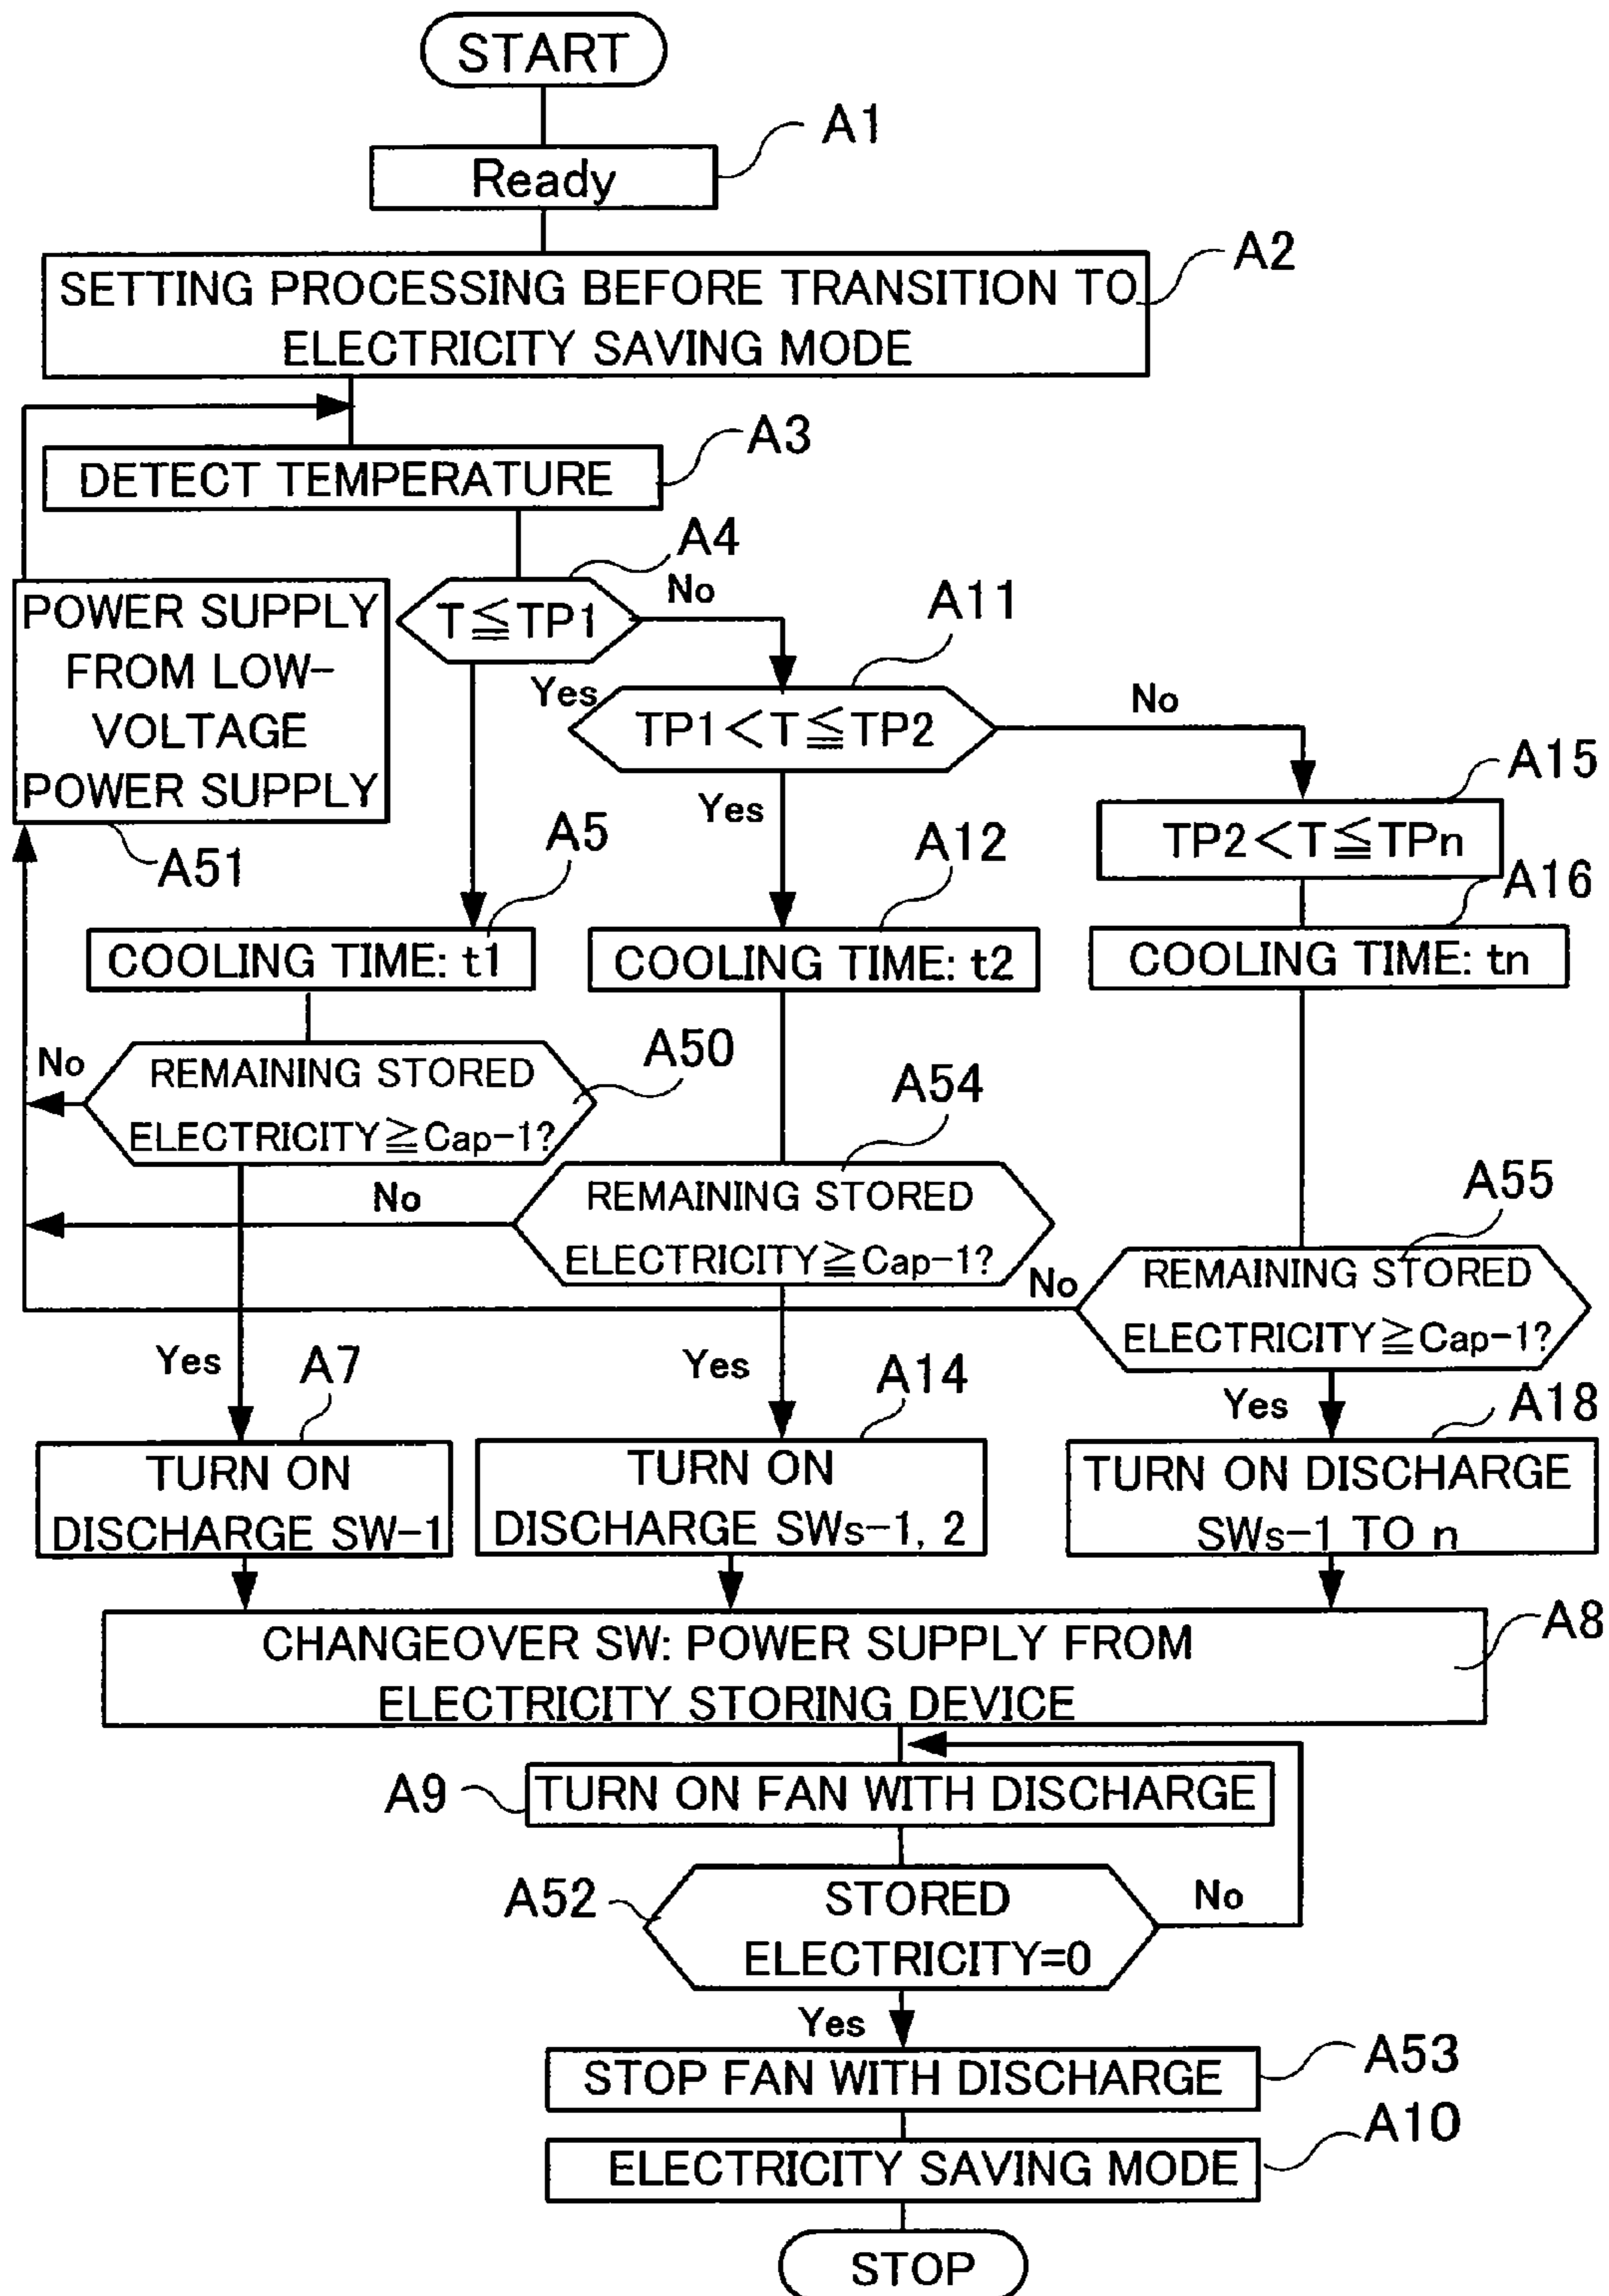 START
A1
Ready
A2
SETTING PROCESSING BEFORE TRANSITION TO
ELECTRICITY SAVING MODE
A3
DETECT TEMPERATURE
A4
T≦TP1
No
Yes
POWER SUPPLY
FROM LOW-
VOLTAGE
POWER SUPPLY
A51
A11
TP1<T≦TP2
No
Yes
A15
TP2<T≦TPn
A5
COOLING TIME: t1
A12
COOLING TIME: t2
A16
COOLING TIME: tn
A50
No
REMAINING STORED
ELECTRICITY≧Cap-1?
A54
No
REMAINING STORED
ELECTRICITY≧Cap-1?
A55
No
REMAINING STORED
ELECTRICITY≧Cap-1?
Yes
A7
TURN ON
DISCHARGE SW-1
Yes
A14
TURN ON
DISCHARGE SWs-1, 2
Yes
A18
TURN ON DISCHARGE
SWs-1 TO n
A8
CHANGEOVER SW: POWER SUPPLY FROM
ELECTRICITY STORING DEVICE
A9
TURN ON FAN WITH DISCHARGE
A52
STORED
ELECTRICITY=0
No
Yes
A53
STOP FAN WITH DISCHARGE
A10
ELECTRICITY SAVING MODE
STOP